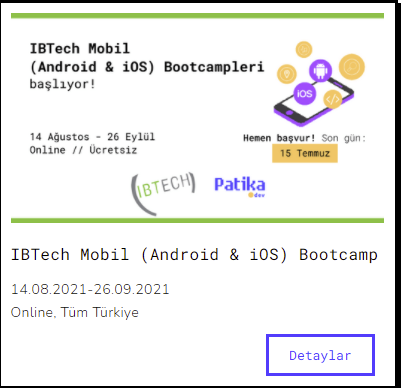 IBTech Mobil
(Android & iOS) Bootcampleri
başlıyor!
14 Ağustos - 26 Eylül
Online // Ücretsiz
Hemen başvur! Son gün:
15 Temmuz
iOS
IBTECH
Patika
.dev
IBTech Mobil (Android & iOS) Bootcamp
14.08.2021-26.09.2021
Online, Tüm Türkiye
Detaylar